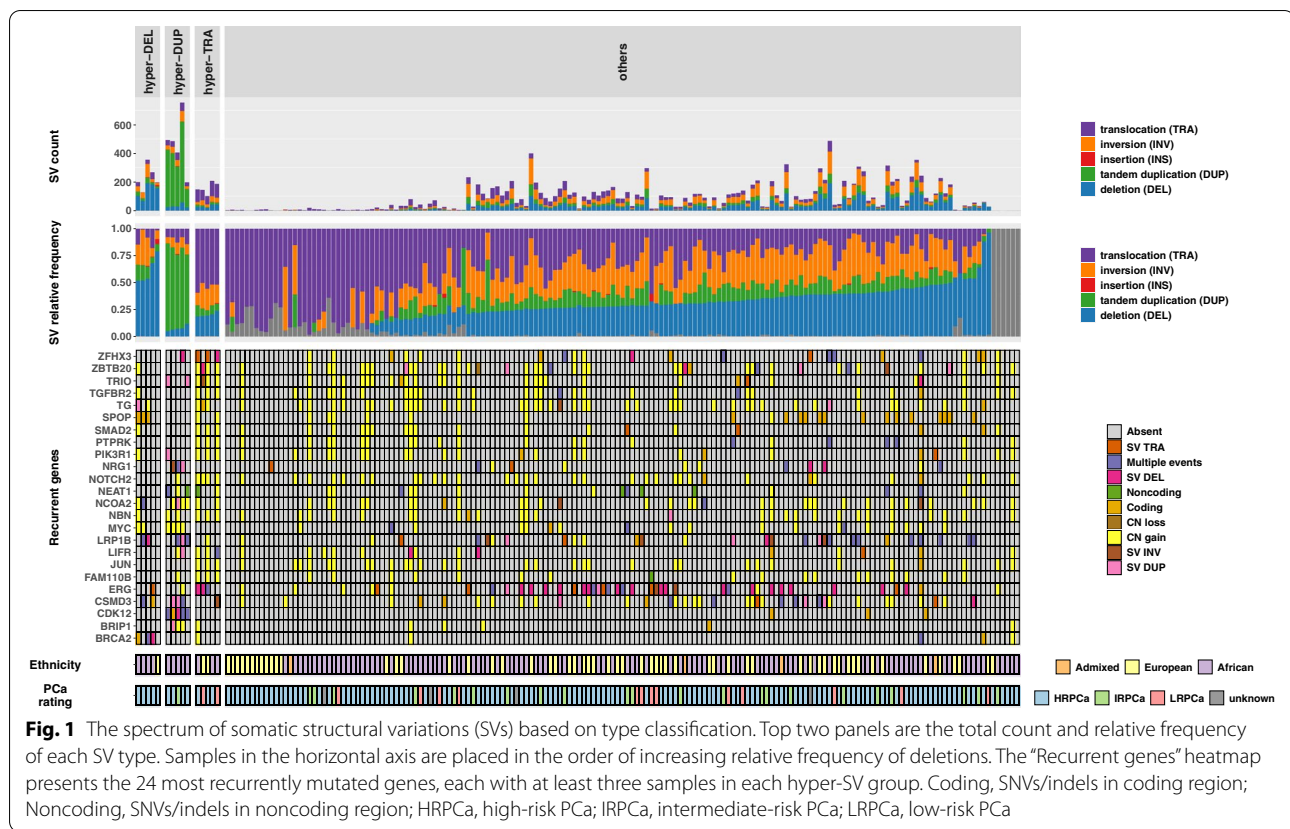 hyper−DEL
hyper−DUP
hyper−TRA
others
SV count
600
400
200
0
translocation (TRA)
inversion (INV)
insertion (INS)
tandem duplication (DUP)
deletion (DEL)
SV relative frequency
1.00
0.75
0.50
0.25
0.00
translocation (TRA)
inversion (INV)
insertion (INS)
tandem duplication (DUP)
deletion (DEL)
Recurrent genes
ZFHX3
ZBTB20
TRIO
TGFBR2
TG
SPOP
SMAD2
PTPRK
PIK3R1
NRG1
NOTCH2
NEAT1
NCOA2
NBN
MYC
LRP1B
LIFR
JUN
FAM110B
ERG
CSMD3
CDK12
BRIP1
BRCA2
Absent
SV TRA
Multiple events
SV DEL
Noncoding
Coding
CN loss
CN gain
SV INV
SV DUP
Ethnicity
Admixed European African
PCa
rating
HRPCa IRPCa LRPCa unknown
Fig. 1 The spectrum of somatic structural variations (SVs) based on type classification. Top two panels are the total count and relative frequency
of each SV type. Samples in the horizontal axis are placed in the order of increasing relative frequency of deletions. The “Recurrent genes” heatmap
presents the 24 most recurrently mutated genes, each with at least three samples in each hyper-SV group. Coding, SNVs/indels in coding region;
Noncoding, SNVs/indels in noncoding region; HRPCa, high-risk PCa; IRPCa, intermediate-risk PCa; LRPCa, low-risk PCa